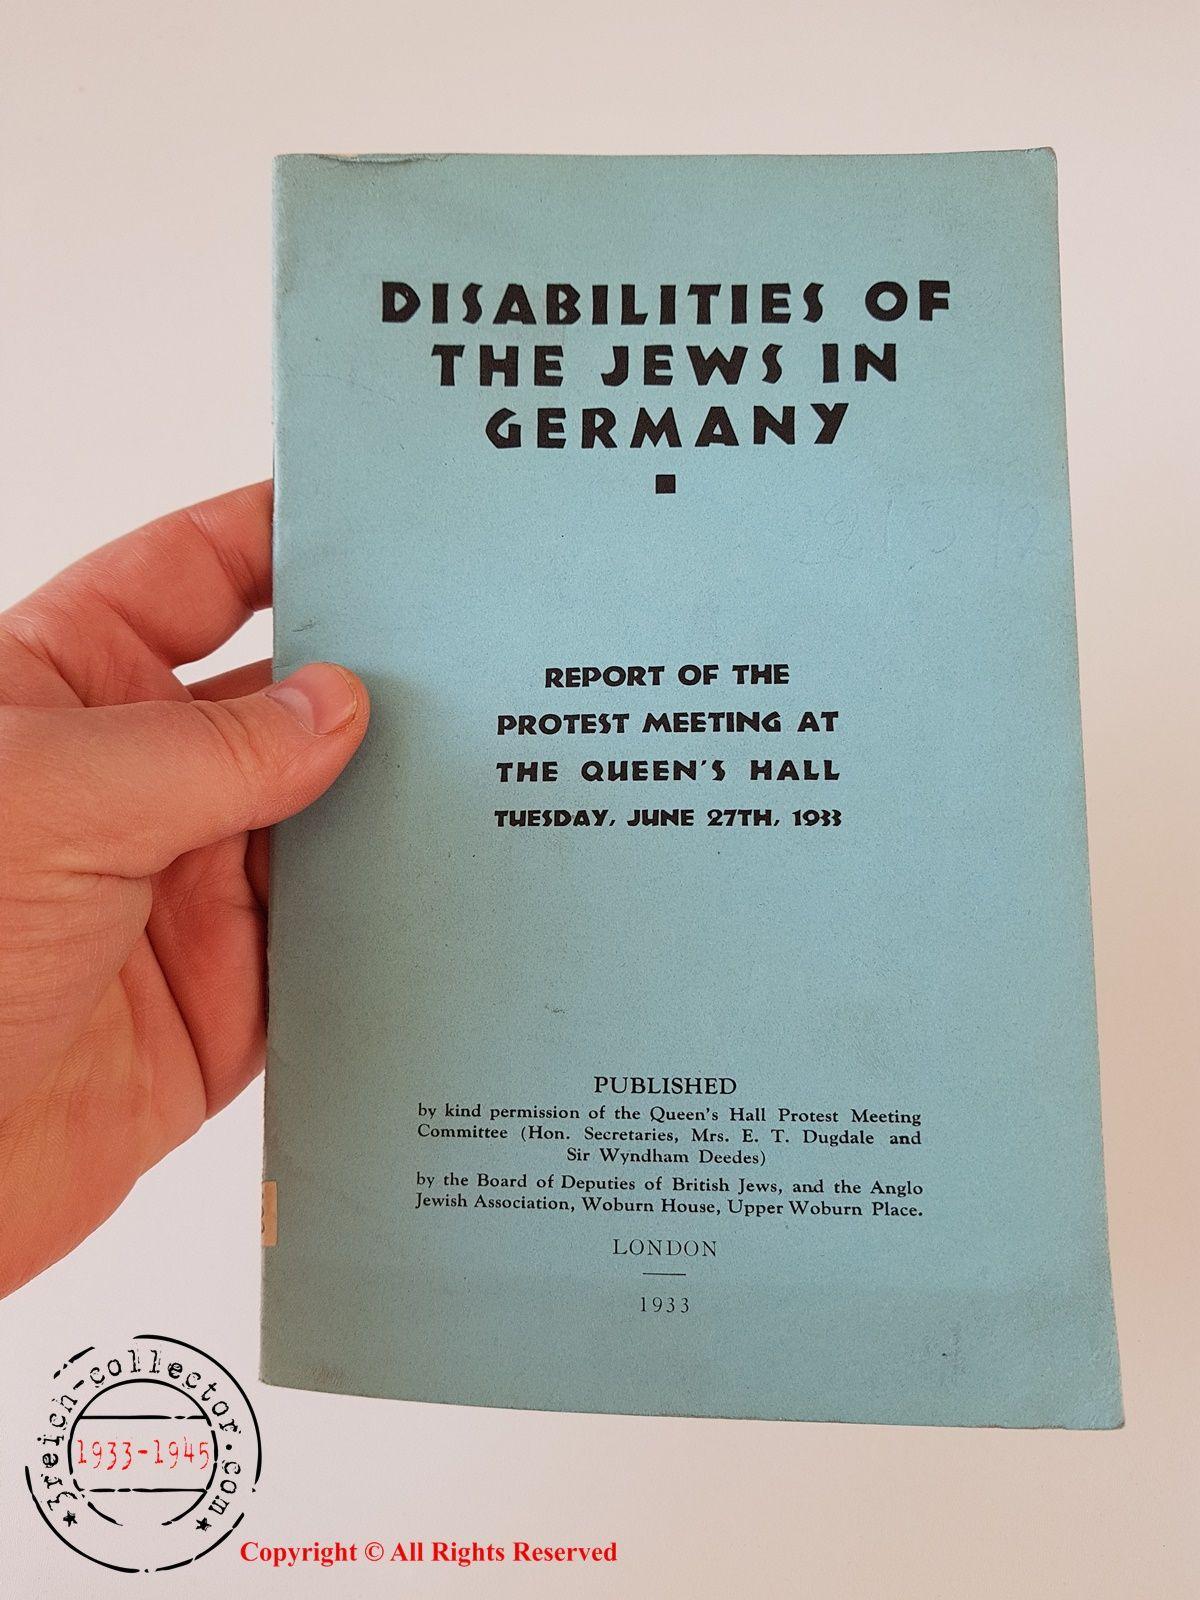 DISABILITIES OF
THE JEWS IN
GERMANY
REPORT OF THE
PROTEST MEETING AT
THE QUEEN'S HALL
TUESDAY, JUNE 27TH, 1933
PUBLISHED
by kind permission of the Queen's Hall Protest Meeting
Committee (Hon. Secretaries, Mrs. E. T. Dugdale and
Sir Wyndham Deedes)
by the Board of Deputies of British Jews, and the Anglo
Jewish Association, Woburn House, Upper Woburn Place.
LONDON
1933
3reich-collector.com
1933-1945
Copyright © All Rights Reserved